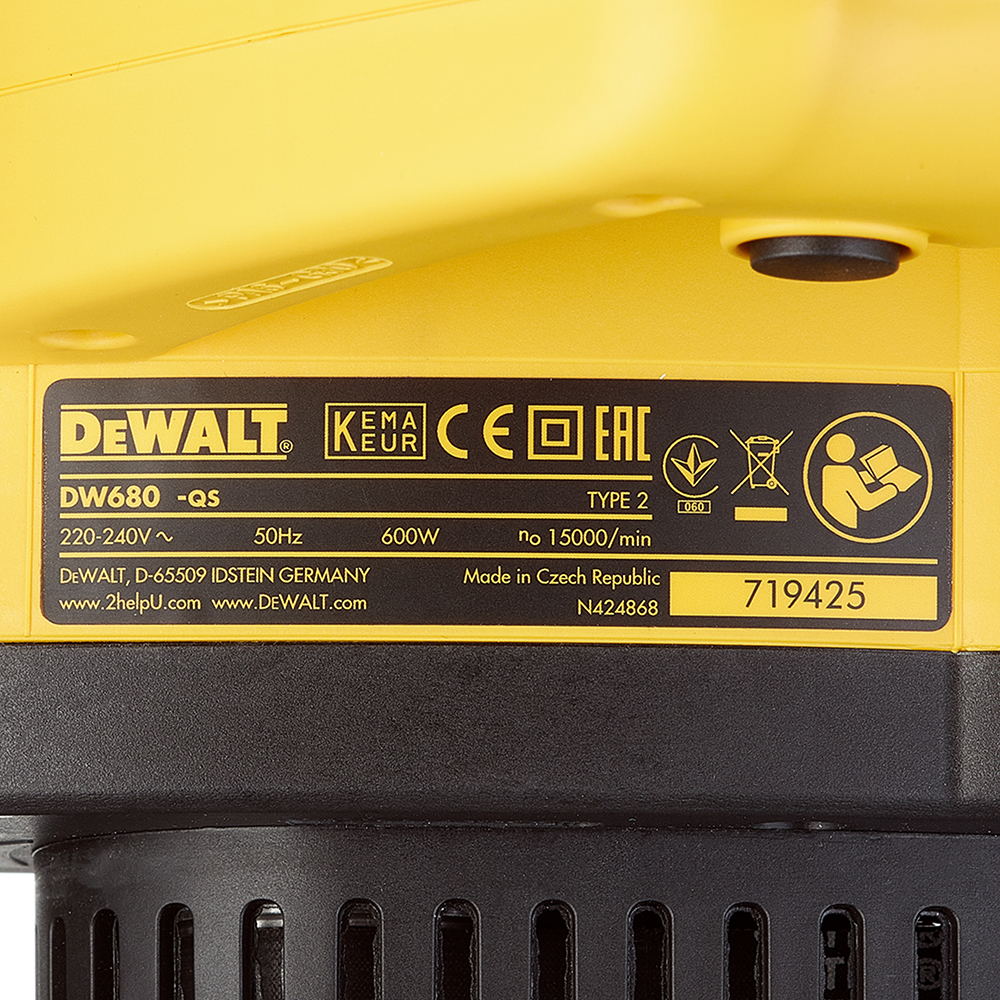 DEWALT®
KEMA
KEUR
CE
EAC
060
DW680 -QS TYPE 2
220-240V ~ 50Hz 600W no 15000/min
DEWALT, D-65509 IDSTEIN GERMANY
www.2helpU.com www.DEWALT.com
Made in Czech Republic
N424868
719425